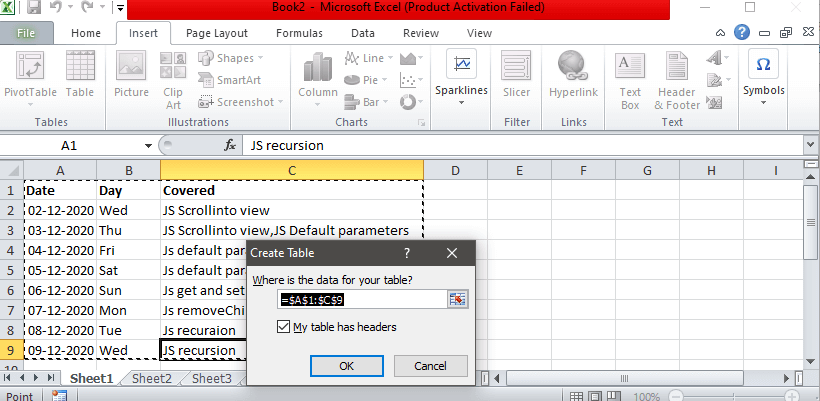 Book2 - Microsoft Excel (Product Activation Failed)
File Home Insert Page Layout Formulas Data Review View
PivotTable Table Picture Clip Art Shapes SmartArt Screenshot Column Line Pie Bar Sparklines Slicer Hyperlink Text Box Header & Footer Symbols
Tables Illustrations Charts Filter Links Text
A1 fx JS recursion
A B C D E F G H I
1 Date Day Covered
2 02-12-2020 Wed JS Scrollinto view
3 03-12-2020 Thu JS Scrollinto view,JS Default parameters
4 04-12-2020 Fri Js default par
5 05-12-2020 Sat Js default par
6 06-12-2020 Sun Js get and set
7 07-12-2020 Mon Js removeChi
8 08-12-2020 Tue Js recuraion
9 09-12-2020 Wed JS recursion
Create Table ?
Where is the data for your table?
=$A$1:$C$9
My table has headers
OK Cancel
Sheet1 Sheet2 Sheet3
Point 100%